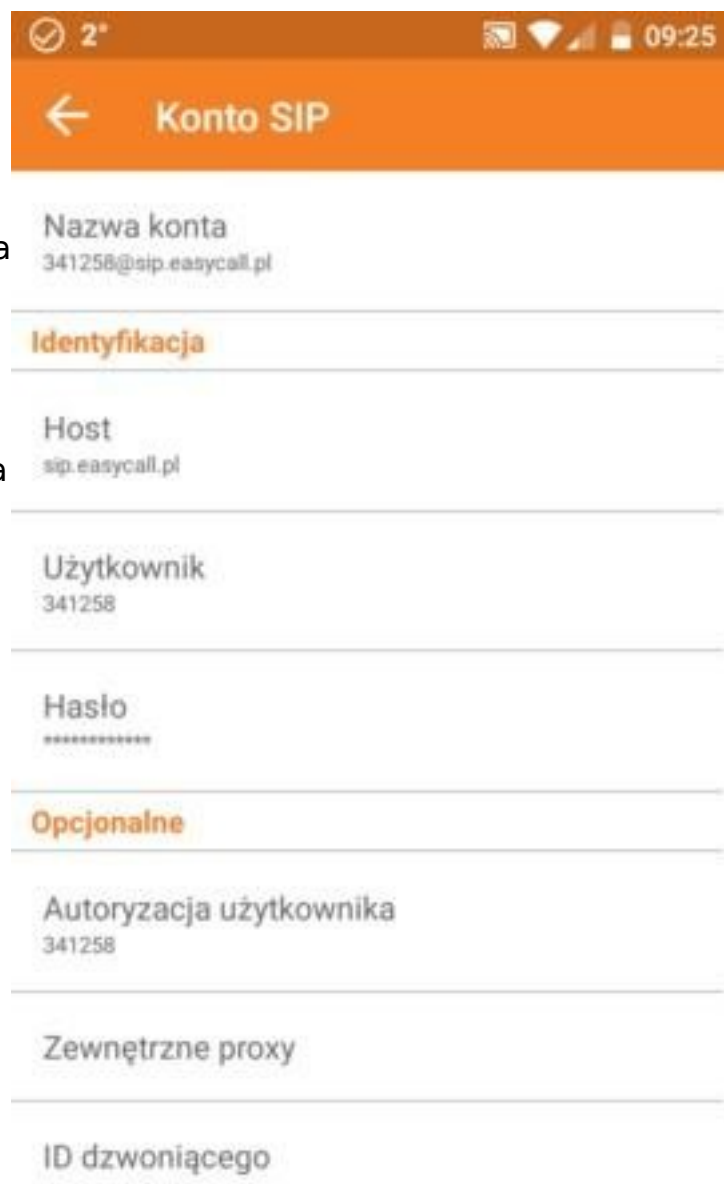 2°
09:25
Konto SIP
Nazwa konta
a
341258@sip.easycall.pl
Identyfikacja
Host
sip.easycall.pl
a
Użytkownik
341258
Hasło
*************
Opcjonalne
Autoryzacja użytkownika
341258
Zewnętrzne proxy
ID dzwoniącego